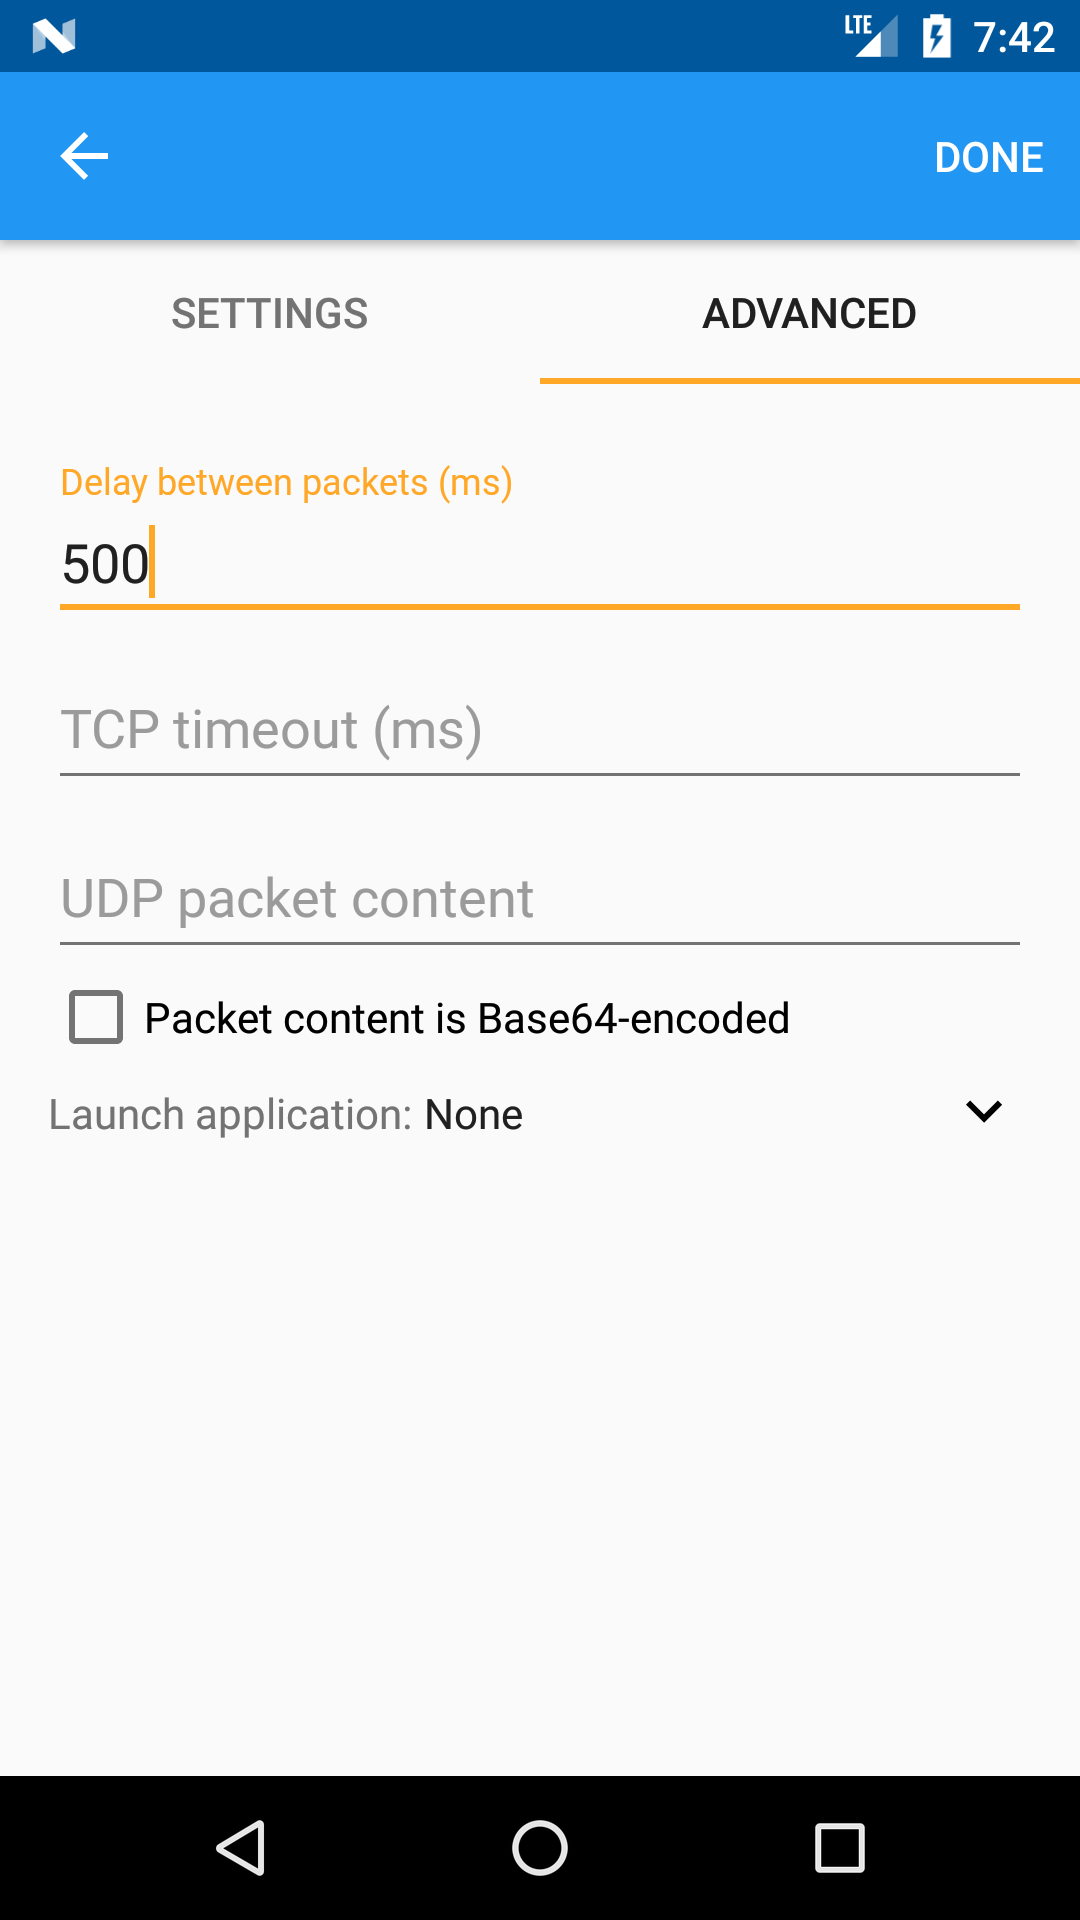 LTE 7:42
DONE
SETTINGS ADVANCED
Delay between packets (ms)
500
TCP timeout (ms)
UDP packet content
Packet content is Base64-encoded
Launch application: None